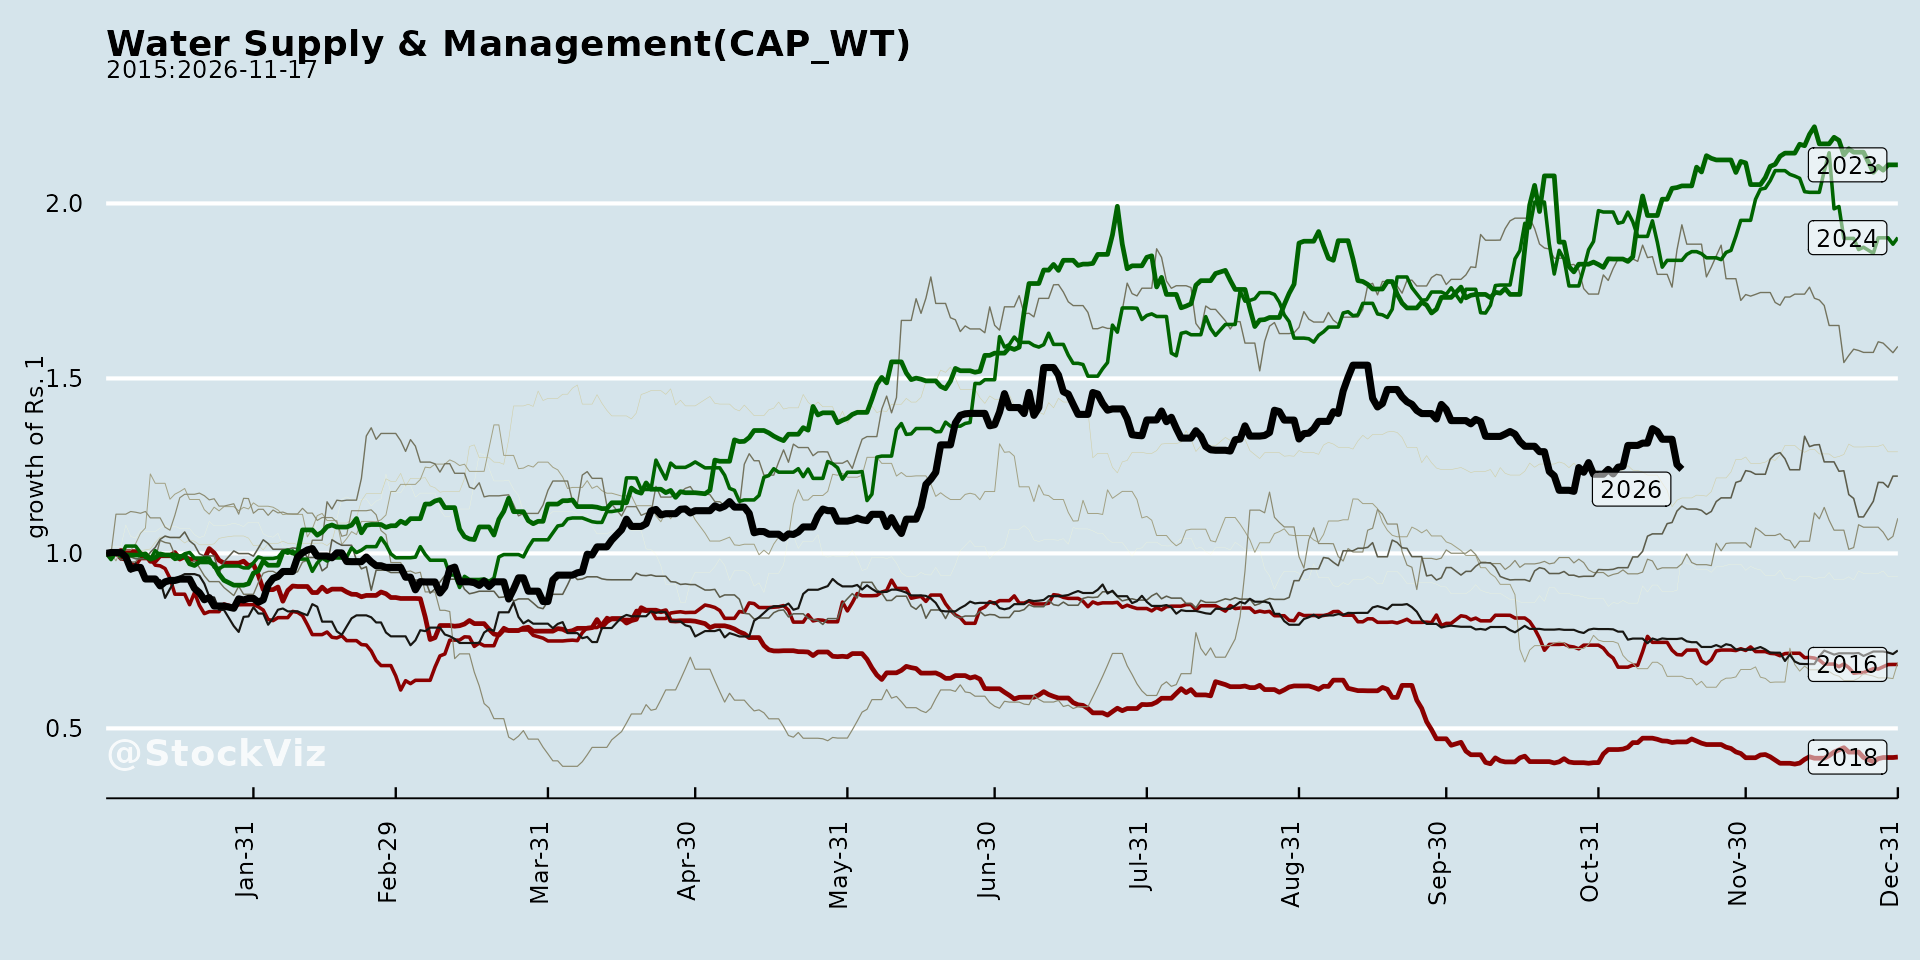 Water Supply & Management(CAP_WT)
2015:2026-11-17
growth of Rs. 1
2.0
1.5
1.0
0.5
2023
2024
2026
2016
2018
@StockViz
Jan-31
Feb-29
Mar-31
Apr-30
May-31
Jun-30
Jul-31
Aug-31
Sep-30
Oct-31
Nov-30
Dec-31